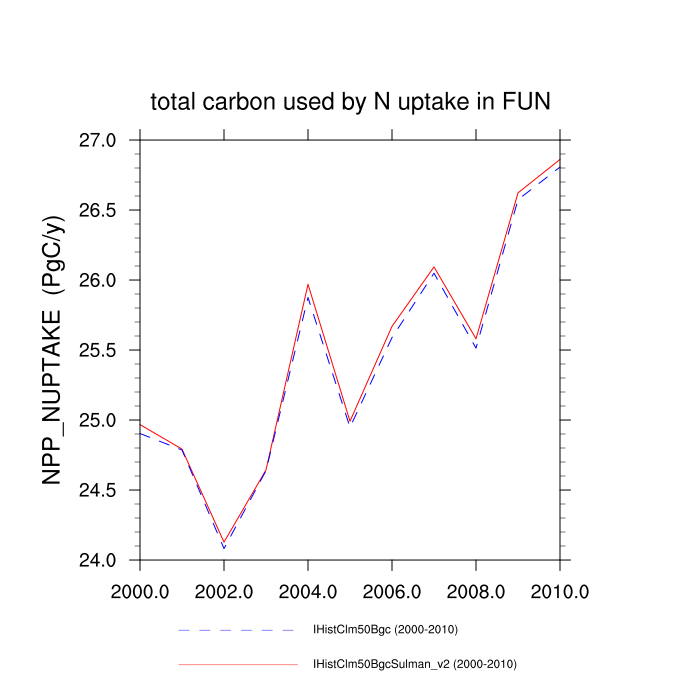 total carbon used by N uptake in FUN
NPP_NUPTAKE (PgC/y)
27.0
26.5
26.0
25.5
25.0
24.5
24.0
2000.0 2002.0 2004.0 2006.0 2008.0 2010.0
IHistClm50Bgc (2000-2010)
IHistClm50BgcSulman_v2 (2000-2010)